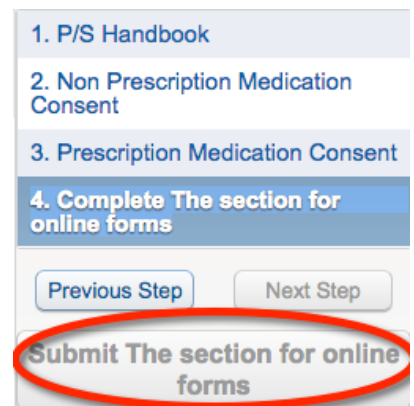 1. P/S Handbook
2. Non Prescription Medication
Consent
3. Prescription Medication Consent
4. Complete The section for
online forms
Previous Step
Next Step
Submit The section for online
forms